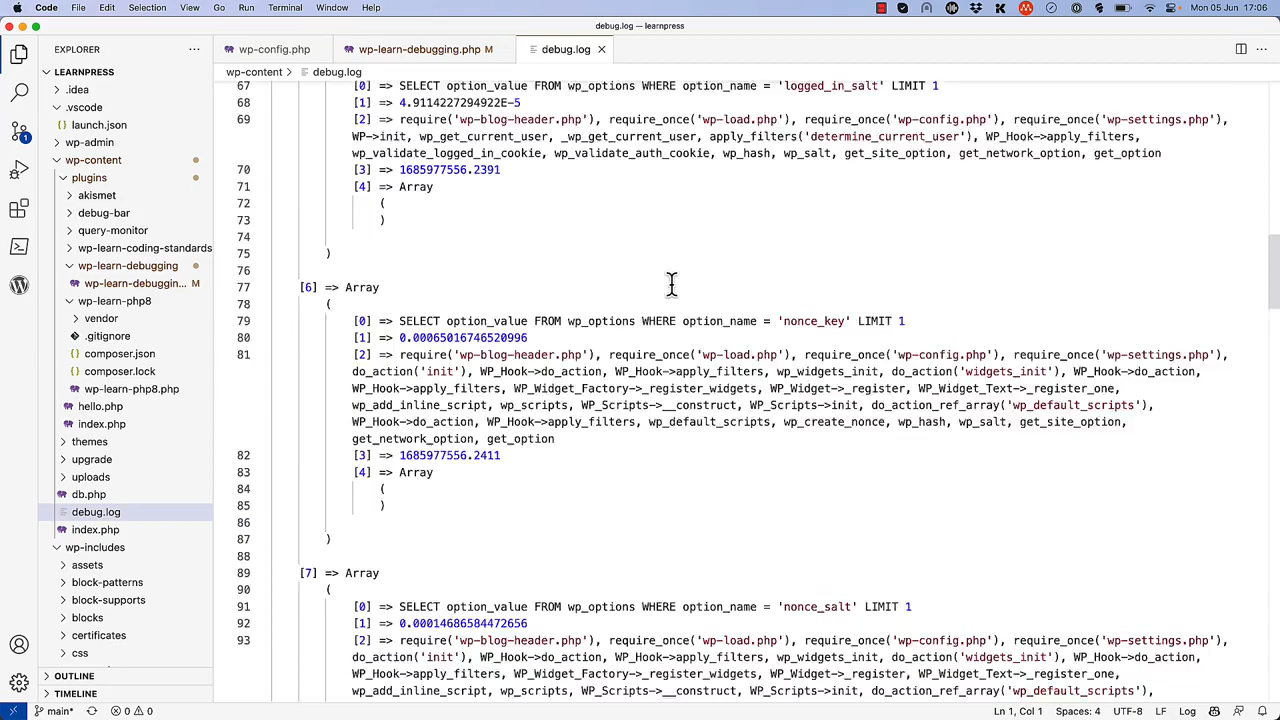 Code File Edit Selection View Go Run Terminal Window Help
Mon 05 Jun 17:06
debug.log — learnpress
EXPLORER
wp-config.php
wp-learn-debugging.php M
debug.log
wp-content > debug.log
LEARNPRESS
.idea
.vscode
launch.json
wp-admin
wp-content
plugins
akismet
debug-bar
query-monitor
wp-learn-coding-standards
wp-learn-debugging
wp-learn-debuggin... M
wp-learn-php8
vendor
.gitignore
composer.json
composer.lock
wp-learn-php8.php
hello.php
index.php
themes
upgrade
uploads
db.php
debug.log
index.php
wp-includes
assets
block-patterns
block-supports
blocks
certificates
css
OUTLINE
TIMELINE
67 [0] => SELECT option_value FROM wp_options WHERE option_name = 'logged_in_salt' LIMIT 1
68 [1] => 4.9114227294922E-5
69 [2] => require('wp-blog-header.php'), require_once('wp-load.php'), require_once('wp-config.php'), require_once('wp-settings.php'),
WP->init, wp_get_current_user, _wp_get_current_user, apply_filters('determine_current_user'), WP_Hook->apply_filters,
wp_validate_logged_in_cookie, wp_validate_auth_cookie, wp_hash, wp_salt, get_site_option, get_network_option, get_option
70 [3] => 1685977556.2391
71 [4] => Array
72 (
73 )
74
75 )
76
77 [6] => Array
78 (
79 [0] => SELECT option_value FROM wp_options WHERE option_name = 'nonce_key' LIMIT 1
80 [1] => 0.00065016746520996
81 [2] => require('wp-blog-header.php'), require_once('wp-load.php'), require_once('wp-config.php'), require_once('wp-settings.php'),
do_action('init'), WP_Hook->do_action, WP_Hook->apply_filters, wp_widgets_init, do_action('widgets_init'), WP_Hook->do_action,
WP_Hook->apply_filters, WP_Widget_Factory->_register_widgets, WP_Widget->_register, WP_Widget_Text->_register_one,
wp_add_inline_script, wp_scripts, WP_Scripts->__construct, WP_Scripts->init, do_action_ref_array('wp_default_scripts'),
WP_Hook->do_action, WP_Hook->apply_filters, wp_default_scripts, wp_create_nonce, wp_hash, wp_salt, get_site_option,
get_network_option, get_option
82 [3] => 1685977556.2411
83 [4] => Array
84 (
85 )
86
87 )
88
89 [7] => Array
90 (
91 [0] => SELECT option_value FROM wp_options WHERE option_name = 'nonce_salt' LIMIT 1
92 [1] => 0.00014686584472656
93 [2] => require('wp-blog-header.php'), require_once('wp-load.php'), require_once('wp-config.php'), require_once('wp-settings.php'),
do_action('init'), WP_Hook->do_action, WP_Hook->apply_filters, wp_widgets_init, do_action('widgets_init'), WP_Hook->do_action,
WP_Hook->apply_filters, WP_Widget_Factory->_register_widgets, WP_Widget->_register, WP_Widget_Text->_register_one,
wp_add_inline_script, wp_scripts, WP_Scripts->__construct, WP_Scripts->init, do_action_ref_array('wp_default_scripts'),
main* 0 0 Ln 1, Col 1 Spaces: 4 UTF-8 LF Log